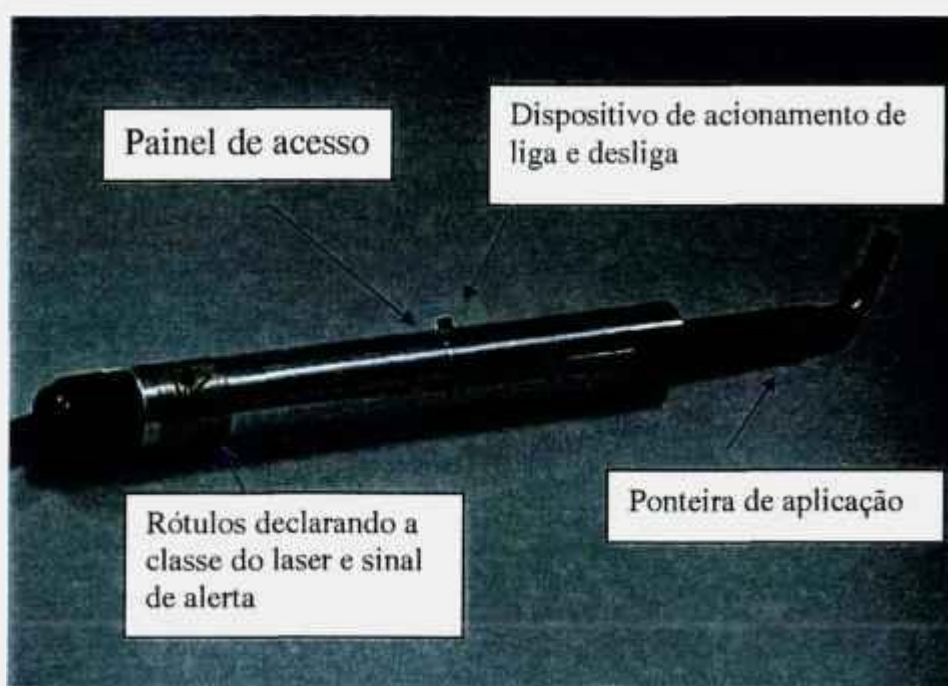 Painel de acesso
Dispositivo de acionamento de
liga e desliga
Rótulos declarando a
classe do laser e sinal
de alerta
Ponteira de aplicação